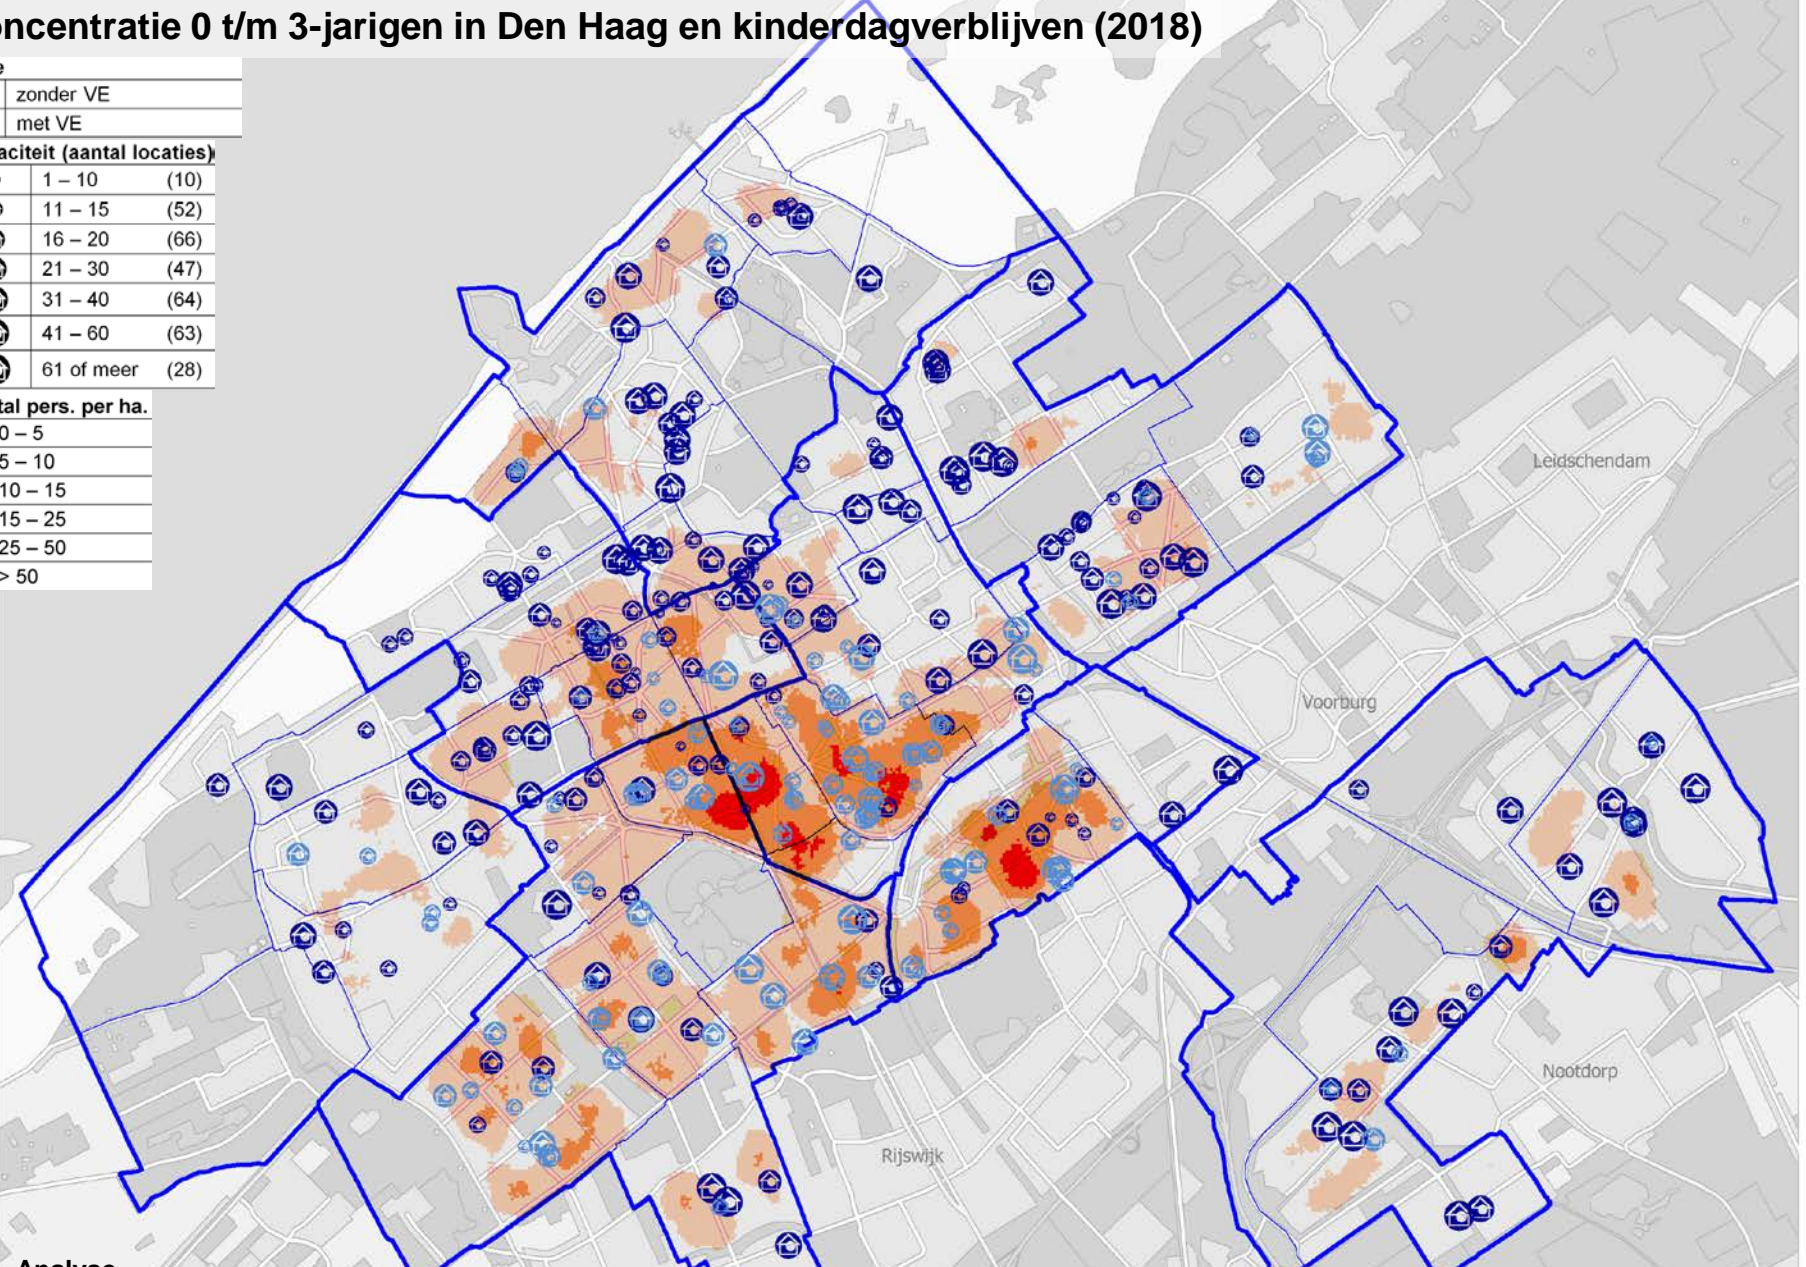 ncentratie 0 t/m 3-jarigen in Den Haag en kinderdagverblijven (2018)
e
zonder VE
met VE
aciteit (aantal locaties)
1 – 10 (10)
11 – 15 (52)
16 – 20 (66)
21 – 30 (47)
31 – 40 (64)
41 – 60 (63)
61 of meer (28)
tal pers. per ha.
0 – 5
5 – 10
10 – 15
15 – 25
25 – 50
> 50
Leidschendam
Voorburg
Nootdorp
Rijswijk